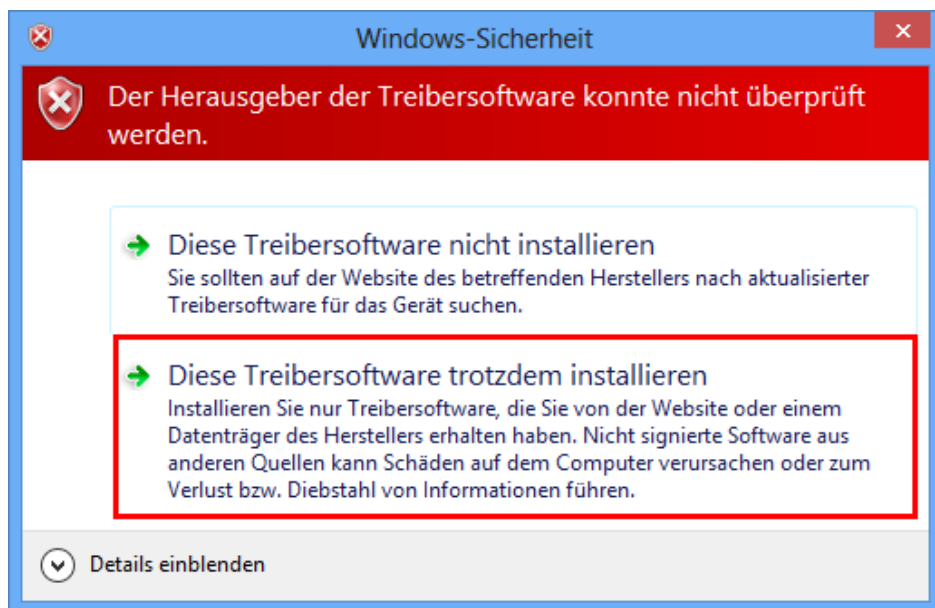 Windows-Sicherheit
Der Herausgeber der Treibersoftware konnte nicht überprüft
werden.
Diese Treibersoftware nicht installieren
Sie sollten auf der Website des betreffenden Herstellers nach aktualisierter
Treibersoftware für das Gerät suchen.
Diese Treibersoftware trotzdem installieren
Installieren Sie nur Treibersoftware, die Sie von der Website oder einem
Datenträger des Herstellers erhalten haben. Nicht signierte Software aus
anderen Quellen kann Schäden auf dem Computer verursachen oder zum
Verlust bzw. Diebstahl von Informationen führen.
Details einblenden